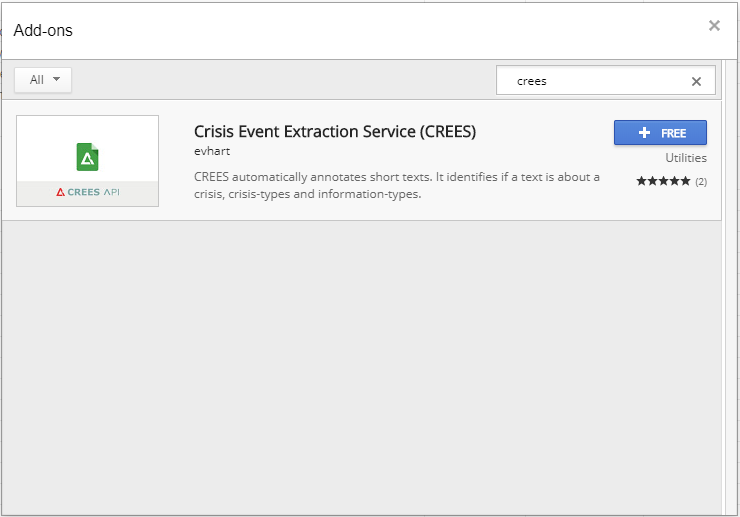 Add-ons
All
crees
Crisis Event Extraction Service (CREES)
FREE
evhart
Utilities
CREES automatically annotates short texts. It identifies if a text is about a
(2)
crisis, crisis-types and information-types.
CREES API